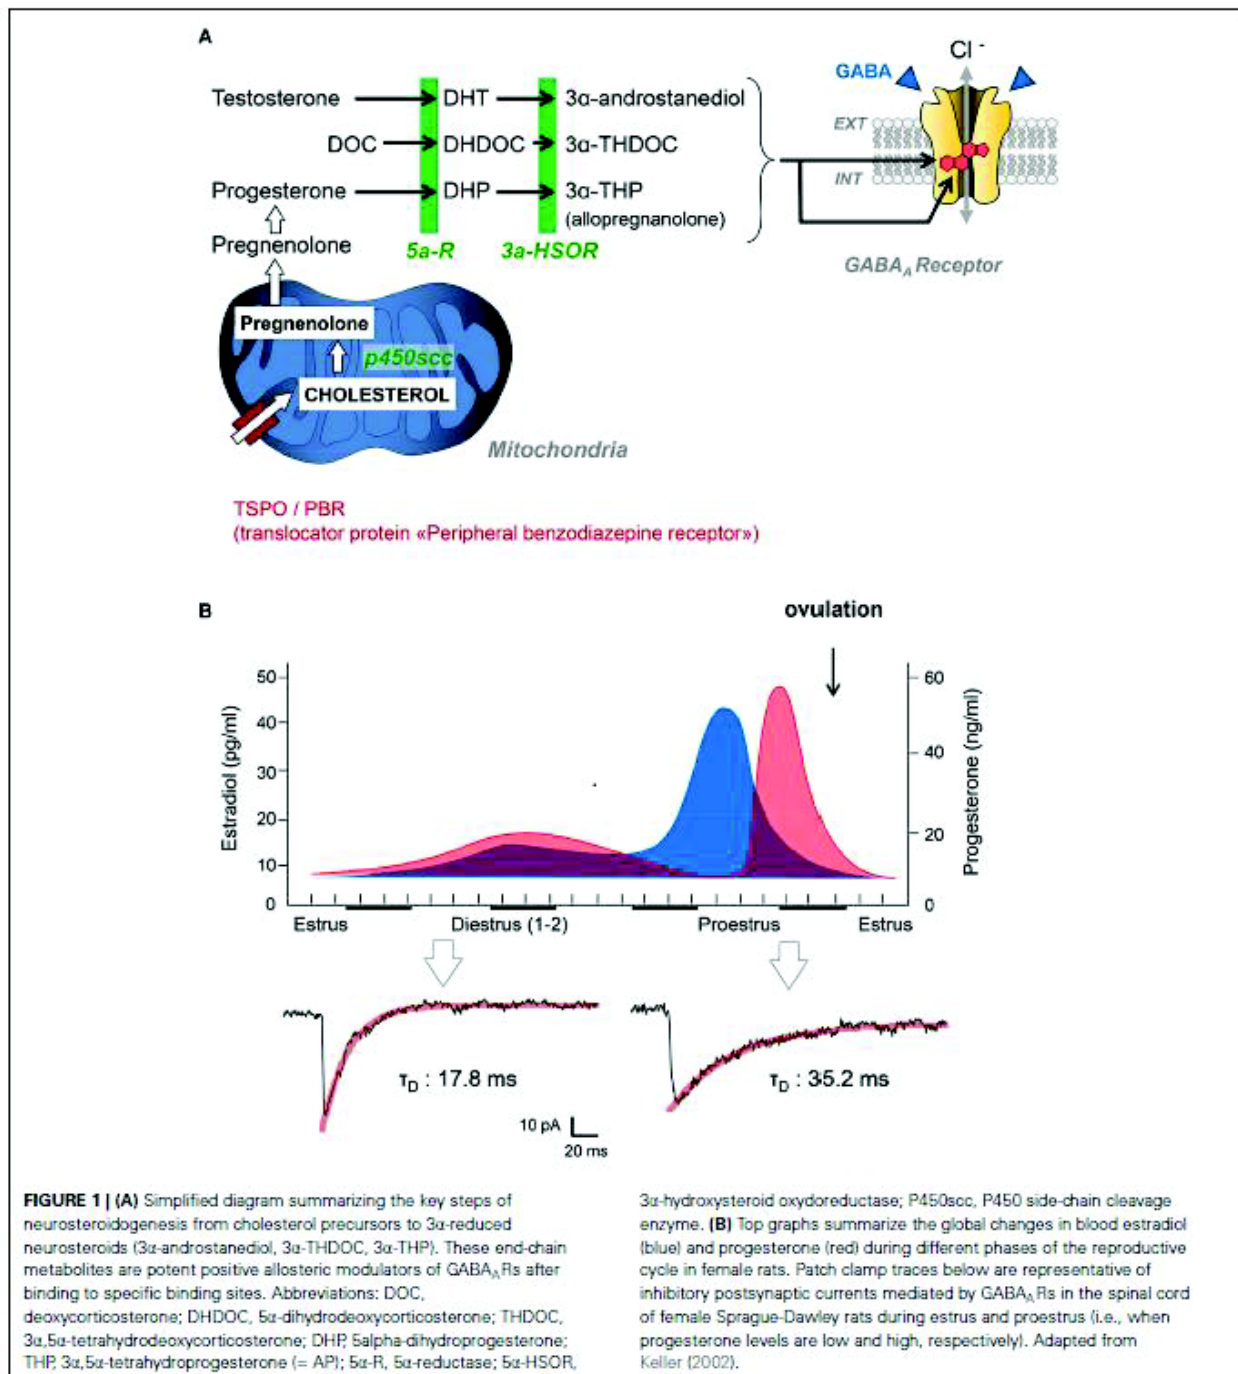 A
Cl -
GABA
Testosterone DHT 3α-androstanediol
EXT
DOC DHDOC 3α-THDOC
INT
Progesterone DHP 3α-THP
(allopregnanolone)
Pregnenolone
5a-R 3a-HSOR
GABAA Receptor
Pregnenolone
p450scc
CHOLESTEROL
Mitochondria
TSPO / PBR
(translocator protein «Peripheral benzodiazepine receptor»)
B
ovulation
Estradiol (pg/ml)
50
40
30
20
10
0
60
40
20
0
Progesterone (ng/ml)
Estrus Diestrus (1-2) Proestrus Estrus
τD : 17.8 ms
τD : 35.2 ms
10 pA
20 ms
FIGURE 1 | (A) Simplified diagram summarizing the key steps of
neurosteroidogenesis from cholesterol precursors to 3α-reduced
neurosteroids (3α-androstanediol, 3α-THDOC, 3α-THP). These end-chain
metabolites are potent positive allosteric modulators of GABAARs after
binding to specific binding sites. Abbreviations: DOC,
deoxycorticosterone; DHDOC, 5α-dihydrodeoxycorticosterone; THDOC,
3α,5α-tetrahydrodeoxycorticosterone; DHP, 5alpha-dihydroprogesterone;
THP, 3α,5α-tetrahydroprogesterone (= AP); 5α-R, 5α-reductase; 5α-HSOR,
3α-hydroxysteroid oxydoreductase; P450scc, P450 side-chain cleavage
enzyme. (B) Top graphs summarize the global changes in blood estradiol
(blue) and progesterone (red) during different phases of the reproductive
cycle in female rats. Patch clamp traces below are representative of
inhibitory postsynaptic currents mediated by GABAARs in the spinal cord
of female Sprague-Dawley rats during estrus and proestrus (i.e., when
progesterone levels are low and high, respectively). Adapted from
Keller (2002).